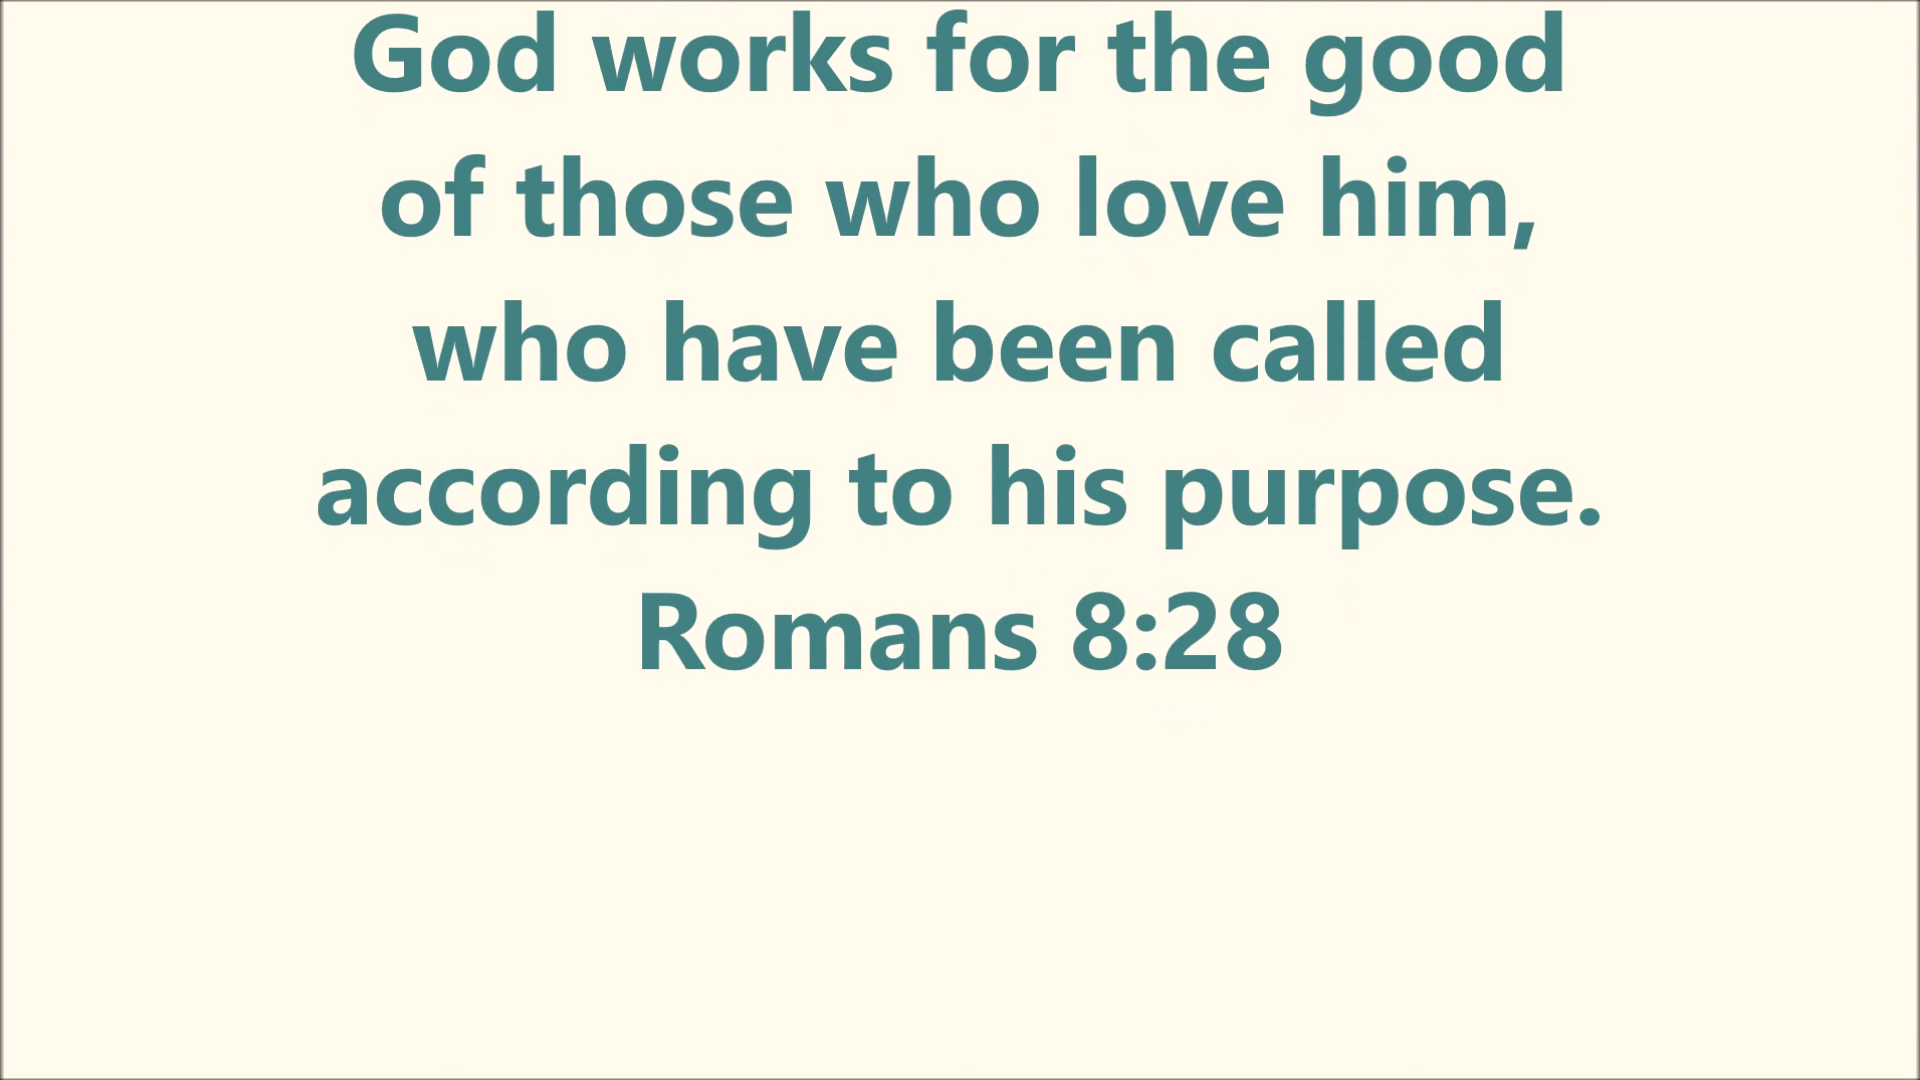 God works for the good
of those who love him,
who have been called
according to his purpose.
Romans 8:28